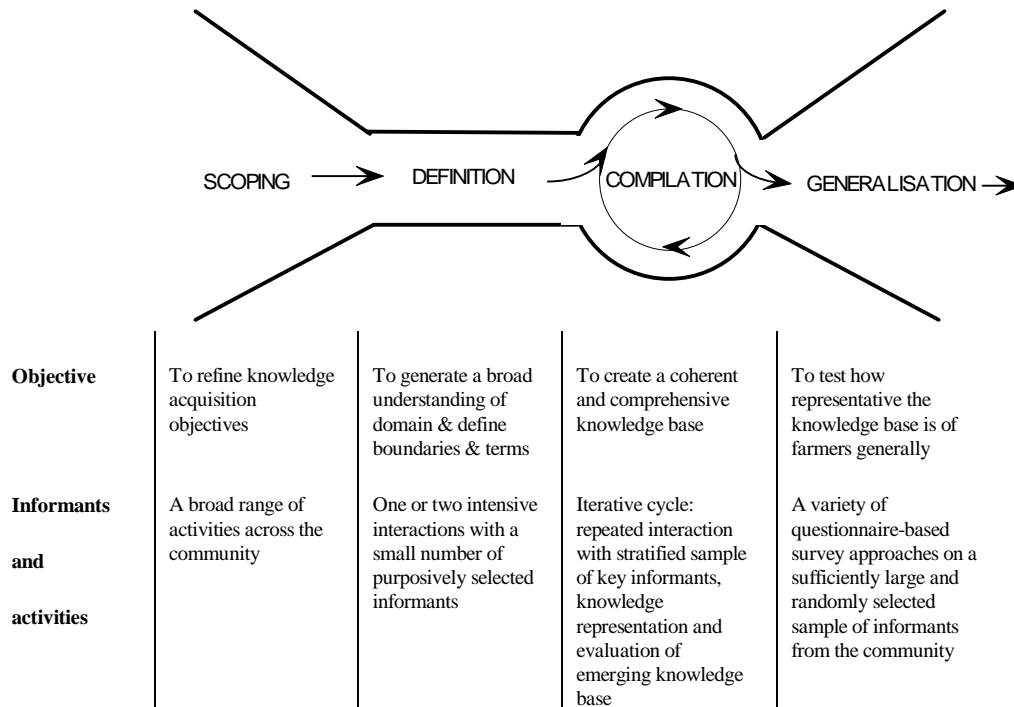 SCOPING DEFINITION COMPILATION GENERALISATION
Objective
To refine knowledge
acquisition
objectives
To generate a broad
understanding of
domain & define
boundaries & terms
To create a coherent
and comprehensive
knowledge base
To test how
representative the
knowledge base is of
farmers generally
Informants
and
activities
A broad range of
activities across the
community
One or two intensive
interactions with a
small number of
purposively selected
informants
Iterative cycle:
repeated interaction
with stratified sample
of key informants,
knowledge
representation and
evaluation of
emerging knowledge
base
A variety of
questionnaire-based
survey approaches on a
sufficiently large and
randomly selected
sample of informants
from the community